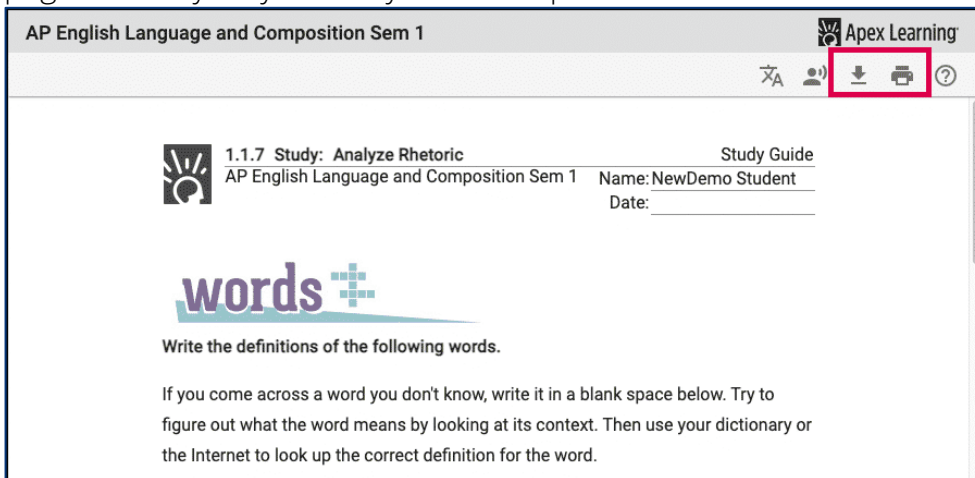 AP English Language and Composition Sem 1
Apex Learning
1.1.7 Study: Analyze Rhetoric
Study Guide
AP English Language and Composition Sem 1
Name: NewDemo Student
Date:
words
Write the definitions of the following words.
If you come across a word you don't know, write it in a blank space below. Try to
figure out what the word means by looking at its context. Then use your dictionary or
the Internet to look up the correct definition for the word.